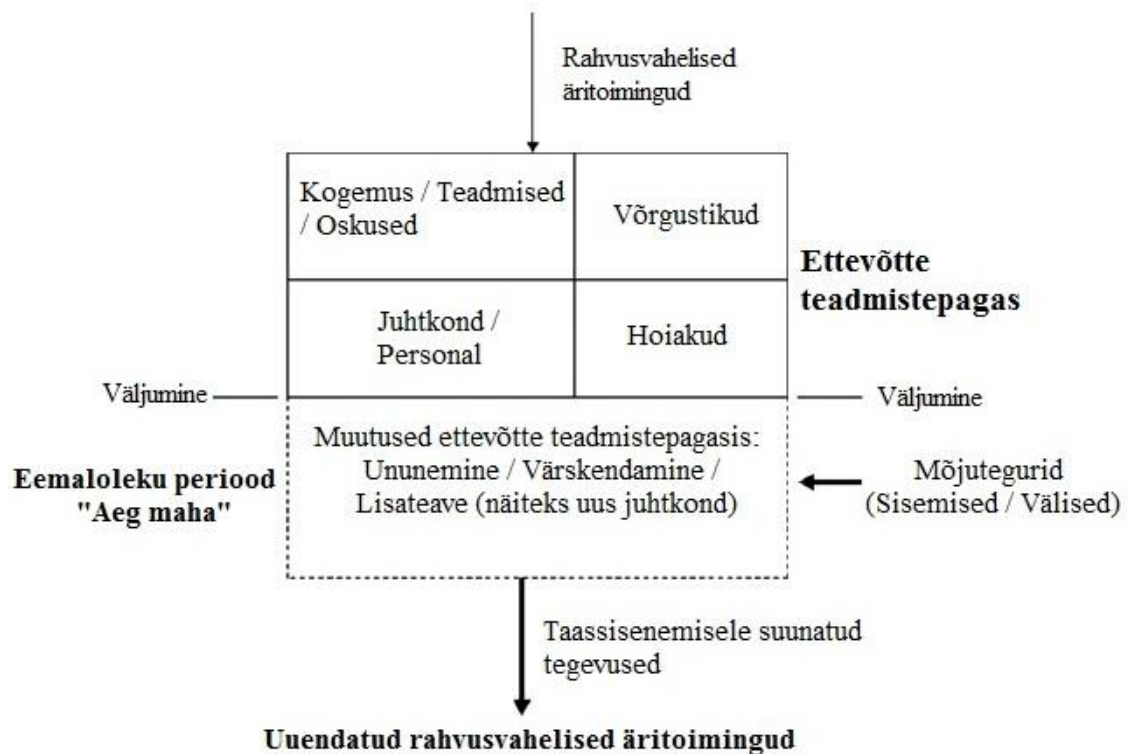 Rahvusvahelised
äritoimingud
Kogemus / Teadmised
/ Oskused
Võrgustikud
Ettevõtte
teadmistepagas
Juhtkond /
Personal
Hoiakud
Väljumine
Väljumine
Muutused ettevõtte teadmistepagasis:
Ununemine / Värskendamine /
Lisateave (näiteks uus juhtkond)
Eemaloleku periood
"Aeg maha"
Mõjutegurid
(Sisemised / Välised)
Taassisenemisele suunatud
tegevused
Uuendatud rahvusvahelised äritoimingud